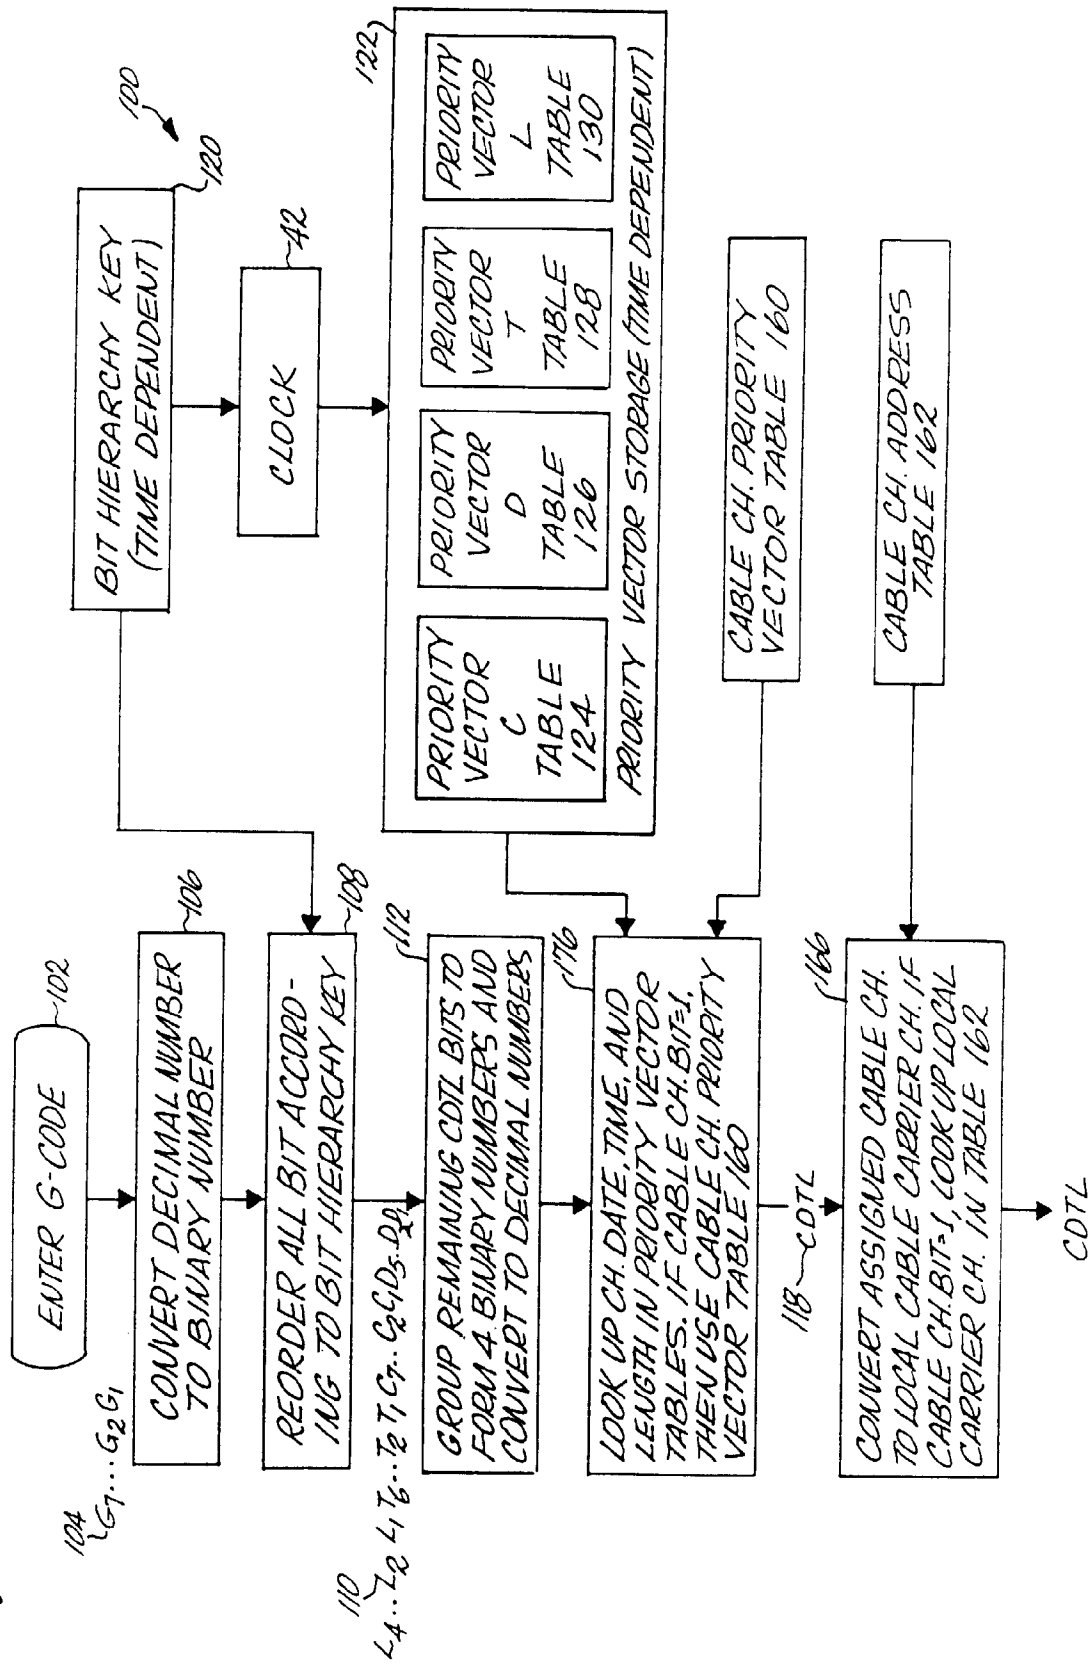 100
ENTER G-CODE
102
104
G7...G2 G1
CONVERT DECIMAL NUMBER
TO BINARY NUMBER
106
BIT HIERARCHY KEY
(TIME DEPENDENT)
120
REORDER ALL BIT ACCORD-
ING TO BIT HIERARCHY KEY
108
CLOCK
42
110
L4...L2 L1 T6...T2 T1 C7...C2C1D5...D2D1
GROUP REMAINING CDTL BITS TO
FORM 4 BINARY NUMBERS AND
CONVERT TO DECIMAL NUMBERS
112
122
PRIORITY
VECTOR
C
TABLE
124
PRIORITY
VECTOR
D
TABLE
126
PRIORITY
VECTOR
T
TABLE
128
PRIORITY
VECTOR
L
TABLE
130
PRIORITY VECTOR STORAGE (TIME DEPENDENT)
176
LOOK UP CH. DATE, TIME, AND
LENGTH IN PRIORITY VECTOR
TABLES. IF CABLE CH. BIT=1,
THEN USE CABLE CH. PRIORITY
VECTOR TABLE 160
CABLE CH. PRIORITY
VECTOR TABLE 160
118 CDTL
166
CONVERT ASSIGNED CABLE CH.
TO LOCAL CABLE CARRIER CH. IF
CABLE CH. BIT=1, LOOK UP LOCAL
CARRIER CH. IN TABLE 162
CABLE CH. ADDRESS
TABLE 162
CDTL